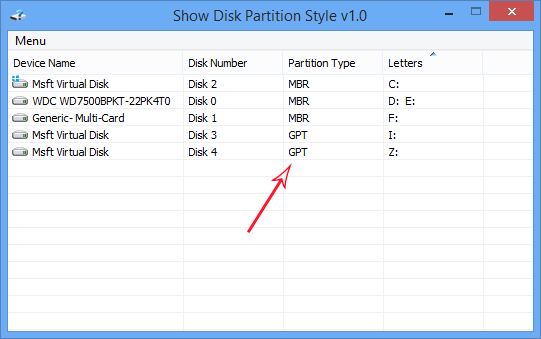 Show Disk Partition Style v1.0
Menu
Device Name Disk Number Partition Type Letters
Msft Virtual Disk Disk 2 MBR C:
WDC WD7500BPKT-22PK4T0 Disk 0 MBR D: E:
Generic- Multi-Card Disk 1 MBR F:
Msft Virtual Disk Disk 3 GPT I:
Msft Virtual Disk Disk 4 GPT Z: